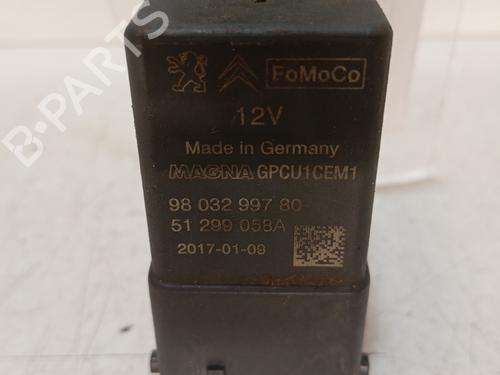 FoMoCo
12V
Made in Germany
MAGNA GPCU1CEM1
98 032 997 80
51 299 058A
2017-01-09
B-PARTS